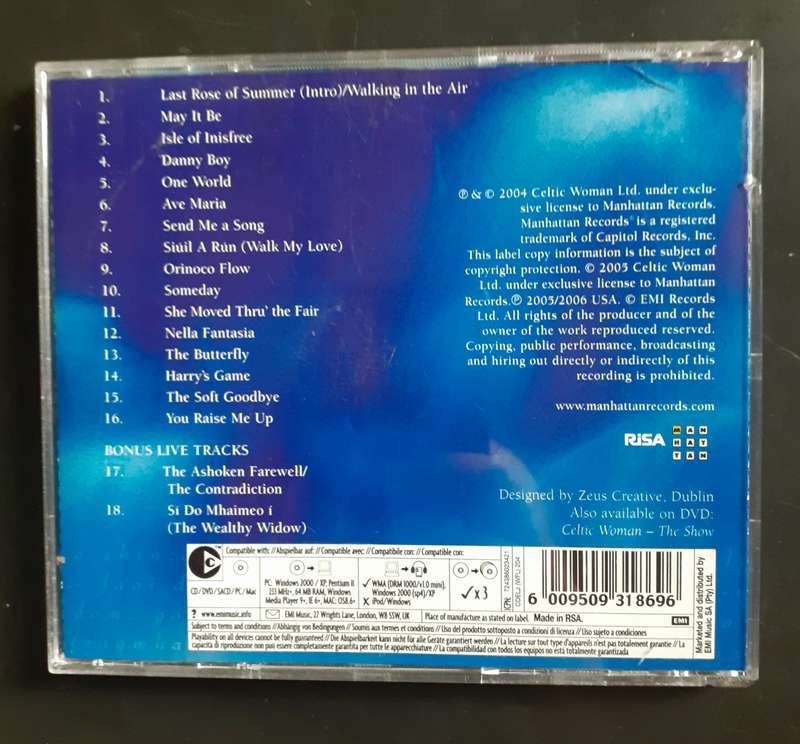 1. Last Rose of Summer (Intro)/Walking in the Air
2. May It Be
3. Isle of Inisfree
4. Danny Boy
5. One World
6. Ave Maria
7. Send Me a Song
8. Siúil A Rún (Walk My Love)
9. Orinoco Flow
10. Someday
11. She Moved Thru' the Fair
12. Nella Fantasia
13. The Butterfly
14. Harry's Game
15. The Soft Goodbye
16. You Raise Me Up
BONUS LIVE TRACKS
17. The Ashoken Farewell/
The Contradiction
18. Sí Do Mhaimeo í
(The Wealthy Widow)
℗ & © 2004 Celtic Woman Ltd. under exclu-
sive license to Manhattan Records.
Manhattan Records® is a registered
trademark of Capitol Records, Inc.
This label copy information is the subject of
copyright protection. © 2005 Celtic Woman
Ltd. under exclusive license to Manhattan
Records.℗ 2005/2006 USA. © EMI Records
Ltd. All rights of the producer and of the
owner of the work reproduced reserved.
Copying, public performance, broadcasting
and hiring out directly or indirectly of this
recording is prohibited.
www.manhattanrecords.com
RiSA
MAN
HAT
TAN
Designed by Zeus Creative, Dublin
Also available on DVD:
Celtic Woman – The Show
Compatible with: // Abspielbar auf: // Compatible avec: // Compatibile con: // Compatible con:
CD / DVD / SACD / PC / Mac
PC: Windows 2000 / XP, Pentium II
233 MHz+, 64 MB RAM, Windows
Media Player 9+, IE 6+, MAC: OS8.6+
✓ WMA (DRM 1000/v1.0 min),
Windows 2000 (sp4)/XP
X iPod/Windows
✓ x 3
http://www.emimusic.info
EMI Music, 27 Wrights Lane, London, W8 5SW, UK
Place of manufacture as stated on label. Made in RSA.
EMI
Subject to terms and conditions // Abhängig von Bedingungen // Soumis aux termes et conditions // Uso del prodotto sottoposto a condizioni di licenza // Uso sujeto a condiciones
Playability on all devices cannot be fully guaranteed // Die Abspielbarkeit kann nicht für alle Geräte garantiert werden // La lecture sur tout type d'appareils n'est pas totalement garantie // La
capacità di riproduzione non puo essere completamente garantita per tutte le apparecchiature // La compatibilidad con todos los equipos no está totalmente garantizada
CPN: 724386023421
CDELJ (WFL) 204
6 009509 318696
Marketed and distributed by
EMI Music SA (Pty) Ltd.